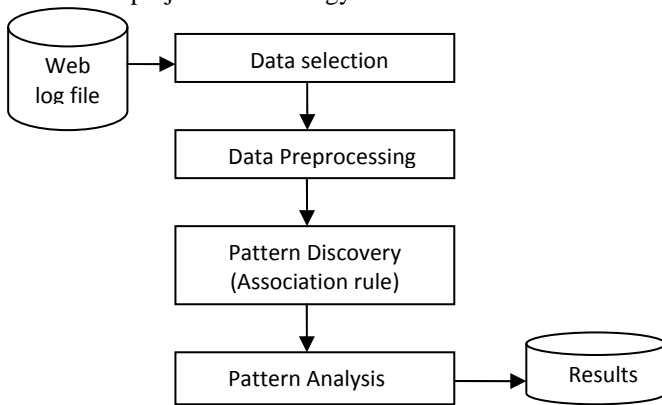 Web
log file
Data selection
Data Preprocessing
Pattern Discovery
(Association rule)
Pattern Analysis
Results